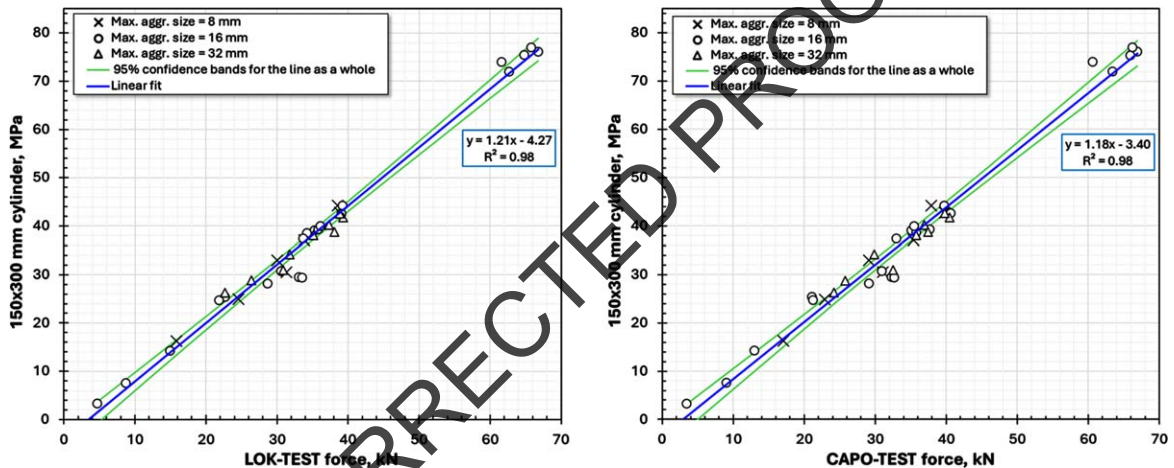 80
70
60
50
40
30
20
10
0
150x300 mm cylinder, MPa
Max. aggr. size = 8 mm
Max. aggr. size = 16 mm
Max. aggr. size = 32 mm
95% confidence bands for the line as a whole
Linear fit
y = 1.21x - 4.27
R² = 0.98
0 10 20 30 40 50 60 70
LOK-TEST force, kN
80
70
60
50
40
30
20
10
0
150x300 mm cylinder, MPa
Max. aggr. size = 8 mm
Max. aggr. size = 16 mm
Max. aggr. size = 32 mm
95% confidence bands for the line as a whole
Linear fit
y = 1.18x - 3.40
R² = 0.98
0 10 20 30 40 50 60 70
CAPO-TEST force, kN
RRECTED PROO